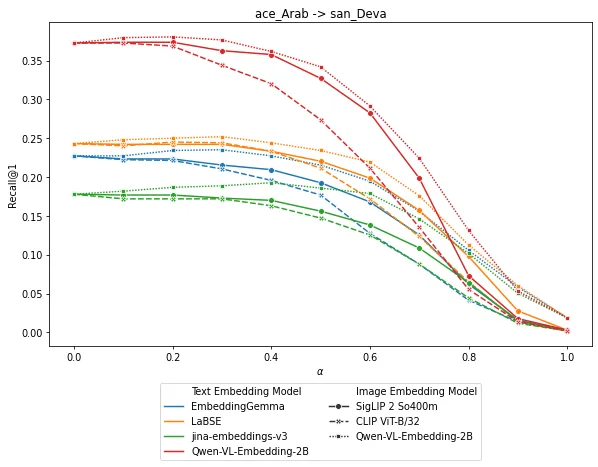 ace_Arab -> san_Deva
Recall@1
0.35
0.30
0.25
0.20
0.15
0.10
0.05
0.00
0.0
0.2
0.4
0.6
0.8
1.0
α
Text Embedding Model
EmbeddingGemma
LaBSE
jina-embeddings-v3
Qwen-VL-Embedding-2B
Image Embedding Model
SigLIP 2 So400m
CLIP ViT-B/32
Qwen-VL-Embedding-2B